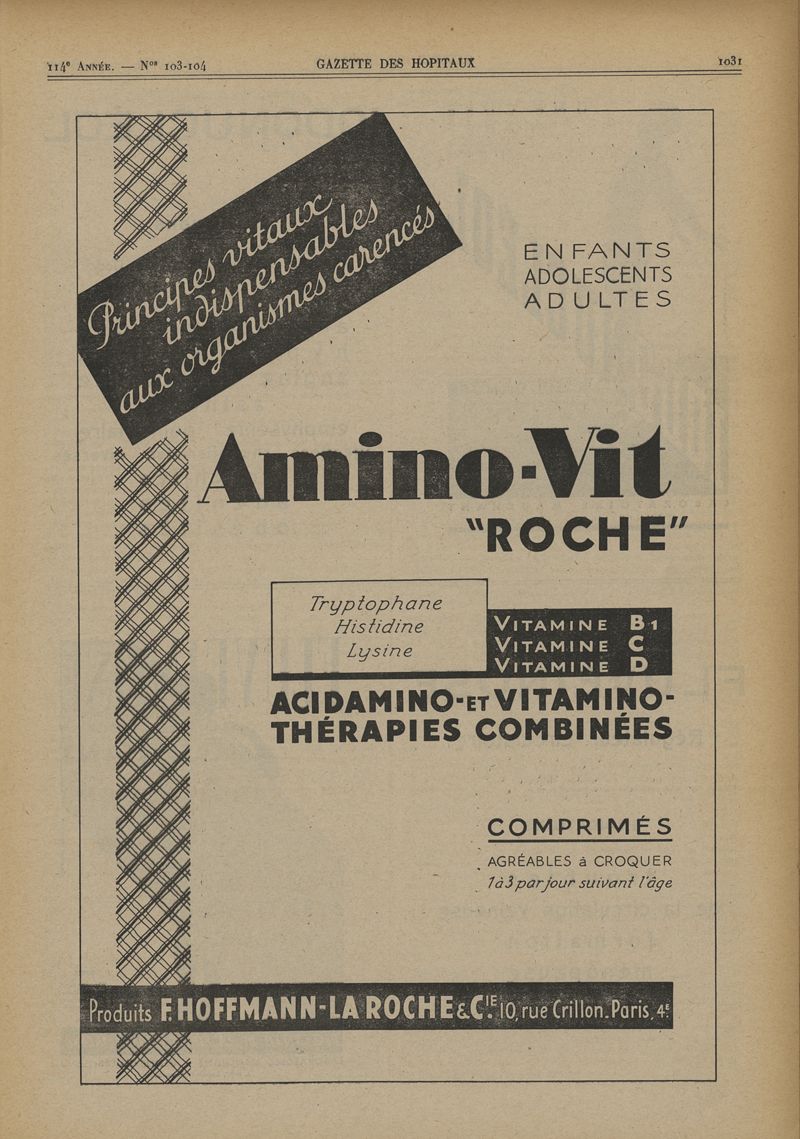 114e ANNÉE. — Nos 103-104 GAZETTE DES HOPITAUX 1031
Principes vitaux
indispensables
aux organismes carencés
ENFANTS
ADOLESCENTS
ADULTES
Amino-Vit
"ROCHE"
Tryptophane
Histidine
Lysine
VITAMINE B1
VITAMINE C
VITAMINE D
ACIDAMINO-ET VITAMINO-
THÉRAPIES COMBINÉES
COMPRIMÉS
AGRÉABLES à CROQUER
1 à 3 par jour suivant l'âge
Produits F. HOFFMANN-LA ROCHE & CIE 10, rue Crillon. Paris, 4E.